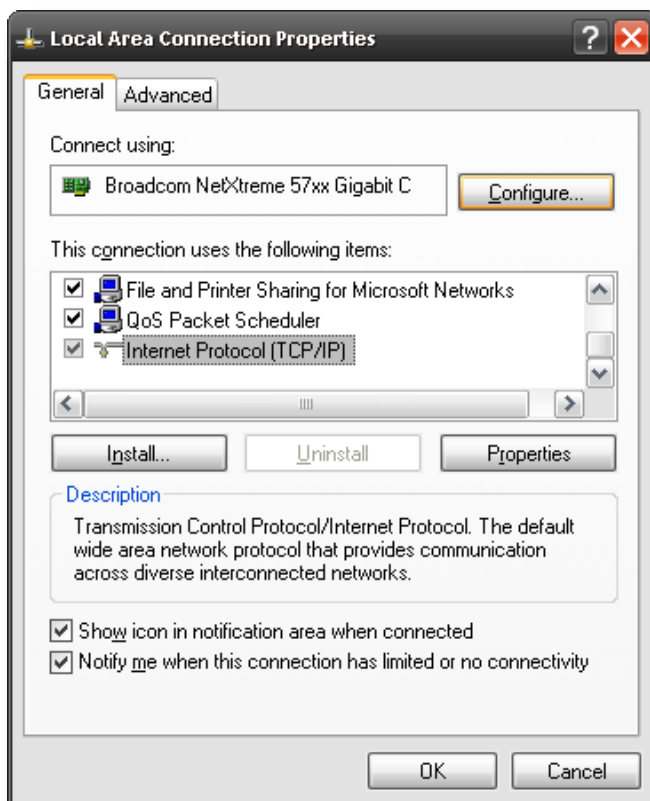 Local Area Connection Properties
General
Advanced
Connect using:
Broadcom NetXtreme 57xx Gigabit C
Configure...
This connection uses the following items:
File and Printer Sharing for Microsoft Networks
QoS Packet Scheduler
Internet Protocol (TCP/IP)
Install...
Uninstall
Properties
Description
Transmission Control Protocol/Internet Protocol. The default
wide area network protocol that provides communication
across diverse interconnected networks.
Show icon in notification area when connected
Notify me when this connection has limited or no connectivity
OK
Cancel